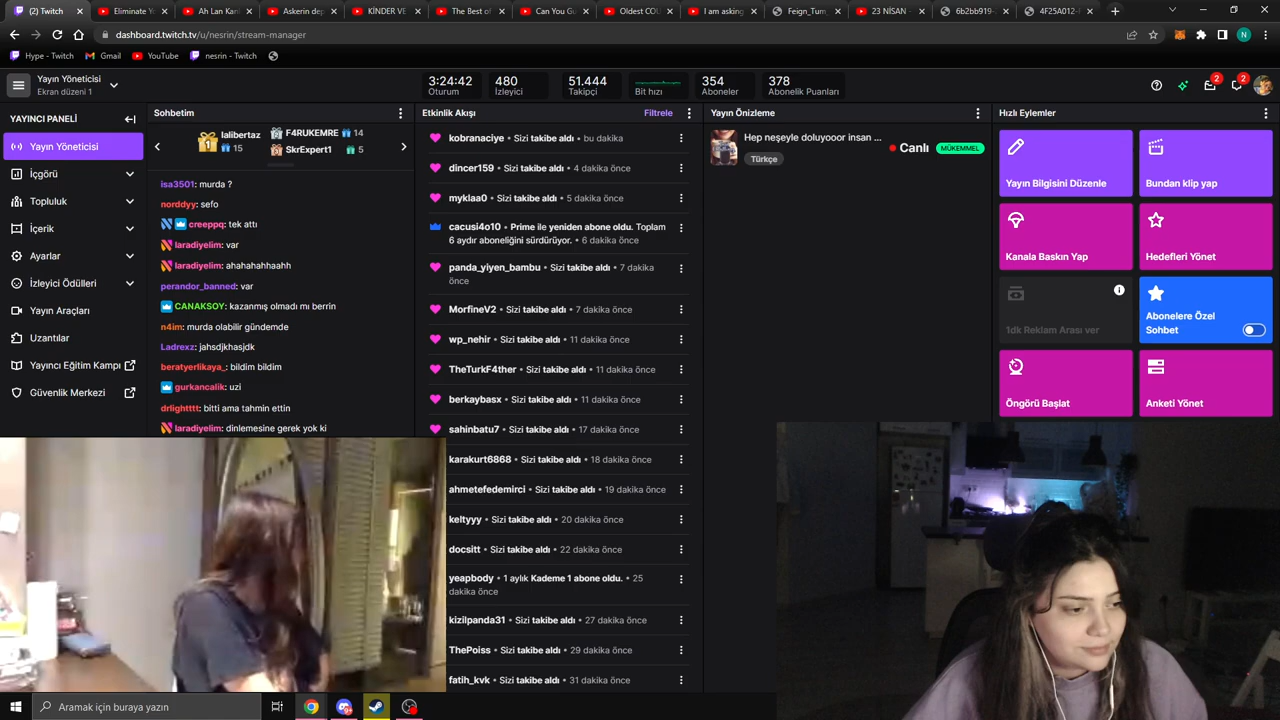 (2) Twitch
Eliminate Yo
Ah Lan Karı
Askerin dep
KİNDER VE
The Best of
Can You Gu
Oldest COU
I am asking
Feign_Tum
23 NİSAN -
6b2bb919-
4F25A012-F
dashboard.twitch.tv/u/nesrin/stream-manager
N
Hype - Twitch
Gmail
YouTube
nesrin - Twitch
Yayın Yöneticisi
Ekran düzeni 1
3:24:42
Oturum
480
İzleyici
51.444
Takipçi
Bit hızı
354
Aboneler
378
Abonelik Puanları
2
2
YAYINCI PANELİ
Yayın Yöneticisi
İçgörü
Topluluk
İçerik
Ayarlar
İzleyici Ödülleri
Yayın Araçları
Uzantılar
Yayıncı Eğitim Kampı
Güvenlik Merkezi
Sohbetim
1
lalibertaz
15
F4RUKEMRE 14
SkrExpert1 5
isa3501: murda ?
norddyy: sefo
creeppq: tek attı
laradiyelim: var
laradiyelim: ahahahahhaahh
perandor_banned: var
CANAKSOY: kazanmış olmadı mı berrin
n4im: murda olabilir gündemde
Ladrexz: jahsdjkhasjdk
beratyerlikaya_: bildim bildim
gurkancalik: uzi
drlightttt: bitti ama tahmin ettin
laradiyelim: dinlemesine gerek yok ki
Etkinlik Akışı
Filtrele
kobranaciye • Sizi takibe aldı • bu dakika
dincer159 • Sizi takibe aldı • 4 dakika önce
myklaa0 • Sizi takibe aldı • 5 dakika önce
cacusi4o10 • Prime ile yeniden abone oldu. Toplam
6 aydır aboneliğini sürdürüyor. • 6 dakika önce
panda_yiyen_bambu • Sizi takibe aldı • 7 dakika
önce
MorfineV2 • Sizi takibe aldı • 7 dakika önce
wp_nehir • Sizi takibe aldı • 11 dakika önce
TheTurkF4ther • Sizi takibe aldı • 11 dakika önce
berkaybasx • Sizi takibe aldı • 11 dakika önce
sahinbatu7 • Sizi takibe aldı • 17 dakika önce
karakurt6868 • Sizi takibe aldı • 18 dakika önce
ahmetefedemirci • Sizi takibe aldı • 19 dakika önce
keltyyy • Sizi takibe aldı • 20 dakika önce
docsitt • Sizi takibe aldı • 22 dakika önce
yeapbody • 1 aylık Kademe 1 abone oldu. • 25
dakika önce
kizilpanda31 • Sizi takibe aldı • 27 dakika önce
ThePoiss • Sizi takibe aldı • 29 dakika önce
fatih_kvk • Sizi takibe aldı • 31 dakika önce
Yayın Önizleme
Hep neşeyle doluyooor insan ...
Türkçe
Canlı
MÜKEMMEL
Hızlı Eylemler
Yayın Bilgisini Düzenle
Bundan klip yap
Kanala Baskın Yap
Hedefleri Yönet
1dk Reklam Arası ver
Abonelere Özel
Sohbet
Öngörü Başlat
Anketi Yönet
Aramak için buraya yazın